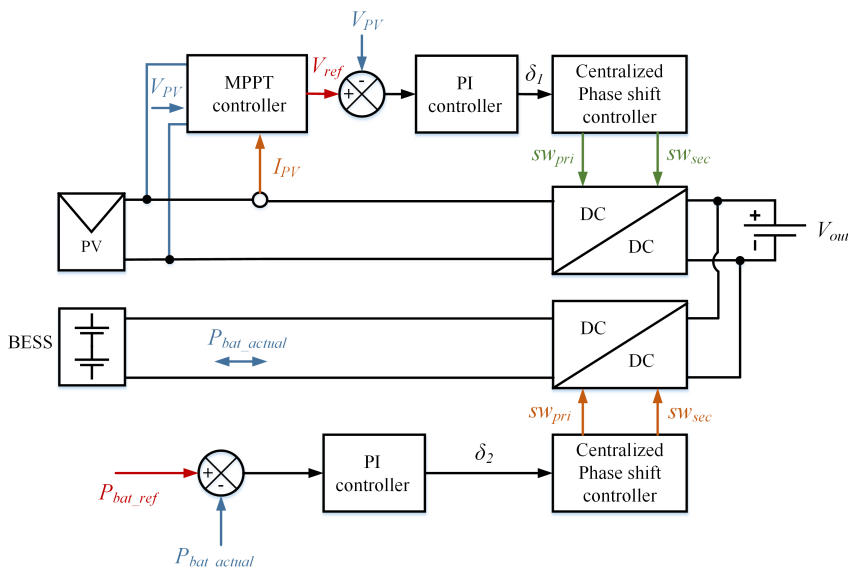 V_PV
MPPT
controller
V_PV
V_ref
+
-
PI
controller
δ_1
Centralized
Phase shift
controller
I_PV
sw_pri
sw_sec
PV
DC
DC
+
-
V_out
BESS
P_bat_actual
DC
DC
sw_pri
sw_sec
P_bat_ref
+
-
P_bat_actual
PI
controller
δ_2
Centralized
Phase shift
controller